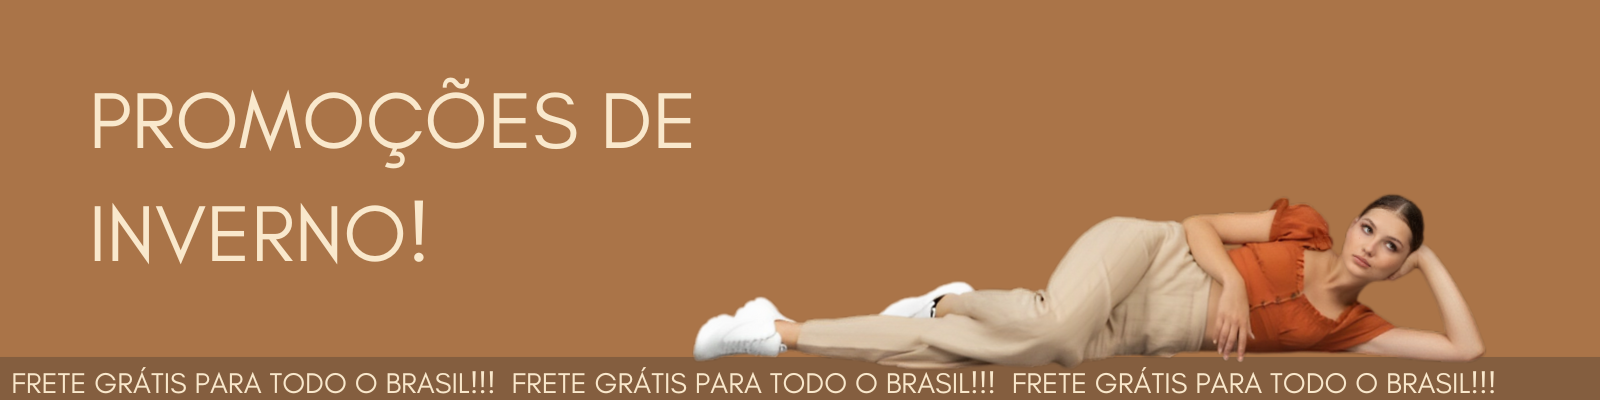 PROMOÇÕES DE
INVERNO!
FRETE GRÁTIS PARA TODO O BRASIL!!! FRETE GRÁTIS PARA TODO O BRASIL!!! FRETE GRÁTIS PARA TODO O BRASIL!!!